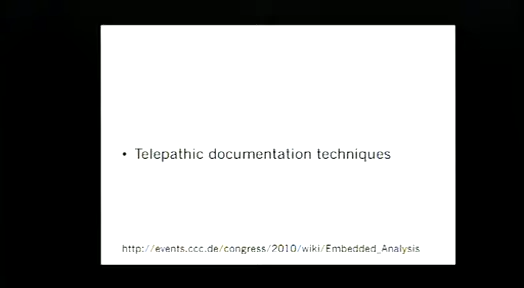 • Telepathic documentation techniques
http://events.ccc.de/congress/2010/wiki/Embedded_Analysis